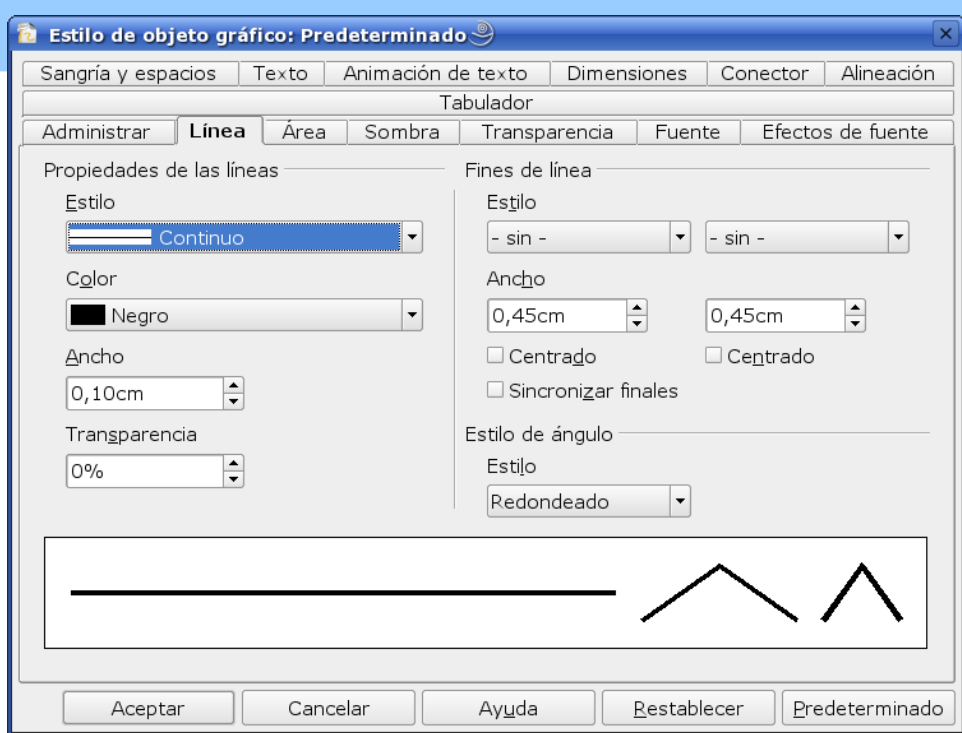 Estilo de objeto gráfico: Predeterminado
Sangría y espacios Texto Animación de texto Dimensiones Conector Alineación
Tabulador
Administrar Línea Área Sombra Transparencia Fuente Efectos de fuente
Propiedades de las líneas Fines de línea
Estilo Estilo
Continuo - sin - - sin -
Color Ancho
Negro 0,45cm 0,45cm
Ancho Centrado Centrado
0,10cm Sincronizar finales
Transparencia Estilo de ángulo
0% Estilo
Redondeado
Aceptar Cancelar Ayuda Restablecer Predeterminado